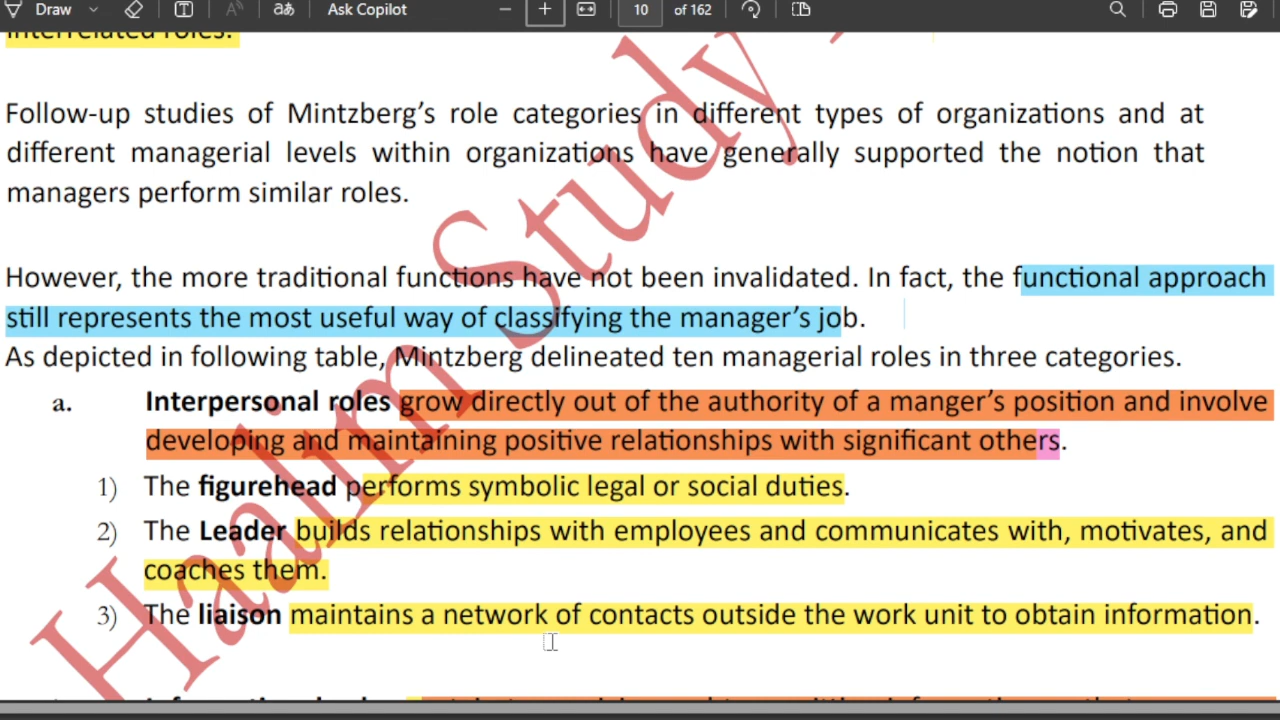 Draw
Ask Copilot
10 of 162
interrelated roles.
Follow-up studies of Mintzberg’s role categories in different types of organizations and at
different managerial levels within organizations have generally supported the notion that
managers perform similar roles.
However, the more traditional functions have not been invalidated. In fact, the functional approach
still represents the most useful way of classifying the manager’s job.
As depicted in following table, Mintzberg delineated ten managerial roles in three categories.
a. Interpersonal roles grow directly out of the authority of a manger’s position and involve
developing and maintaining positive relationships with significant others.
1) The figurehead performs symbolic legal or social duties.
2) The Leader builds relationships with employees and communicates with, motivates, and
coaches them.
3) The liaison maintains a network of contacts outside the work unit to obtain information.
Haalim Study